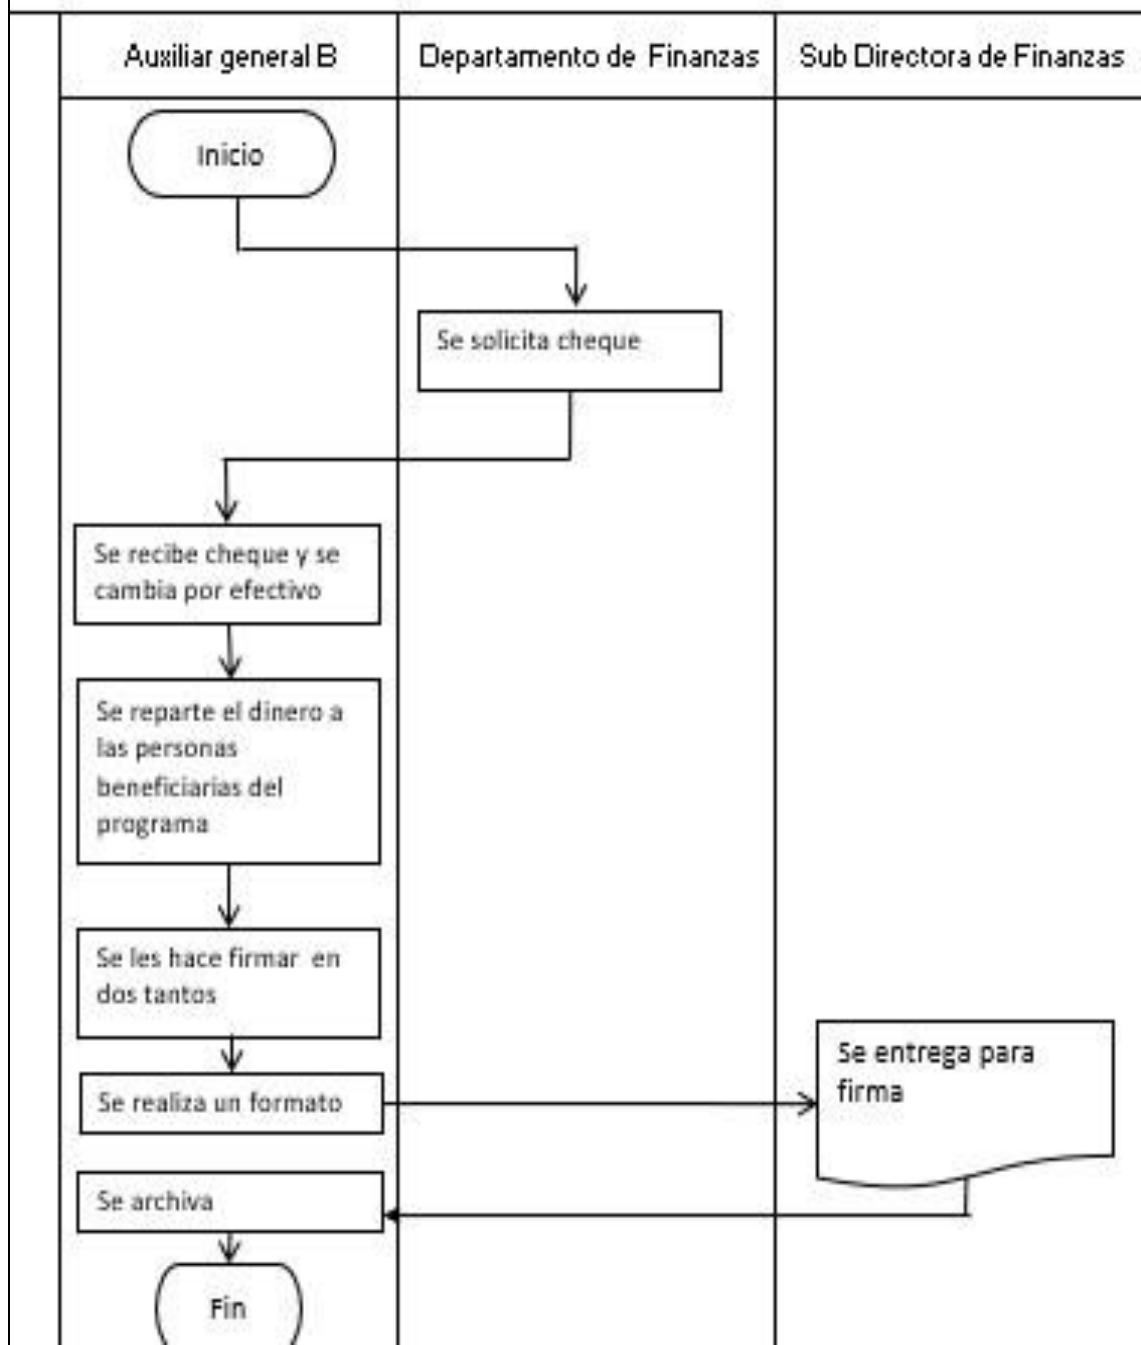 Auxiliar general B
Departamento de Finanzas
Sub Directora de Finanzas
Inicio
Se solicita cheque
Se recibe cheque y se
cambia por efectivo
Se reparte el dinero a
las personas
beneficiarias del
programa
Se les hace firmar en
dos tantos
Se realiza un formato
Se entrega para
firma
Se archiva
Fin